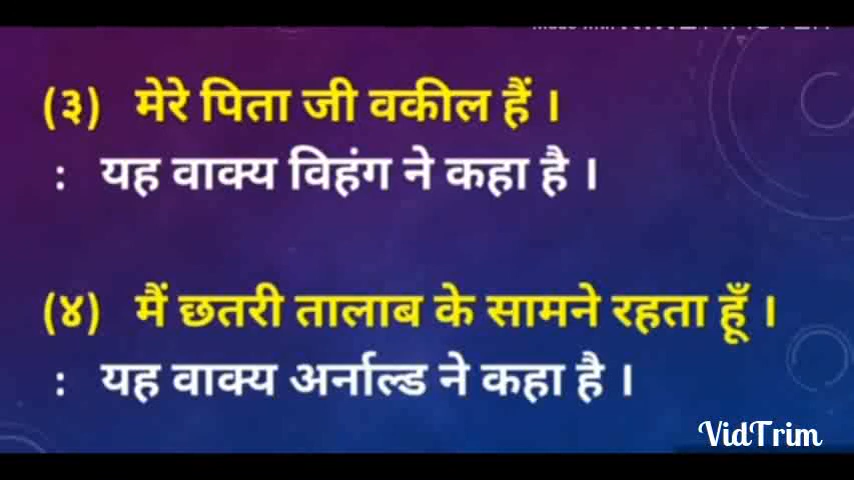 (३) मेरे पिता जी वकील हैं ।
: यह वाक्य विहंग ने कहा है ।
(४) मैं छतरी तालाब के सामने रहता हूँ ।
: यह वाक्य अर्नाल्ड ने कहा है ।
VidTrim